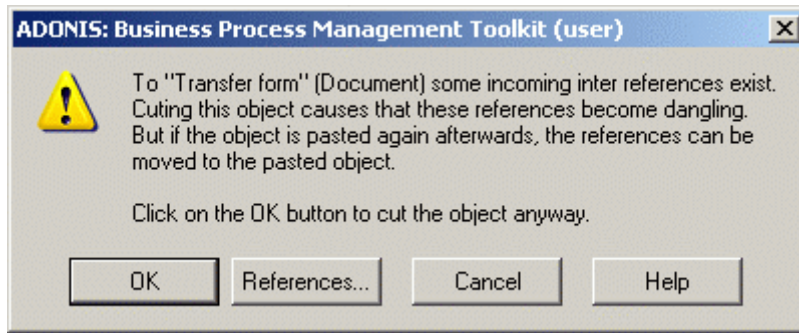 ADONIS: Business Process Management Toolkit (user)
To "Transfer form" (Document) some incoming inter references exist.
Cuting this object causes that these references become dangling.
But if the object is pasted again afterwards, the references can be
moved to the pasted object.
Click on the OK button to cut the object anyway.
OK References... Cancel Help